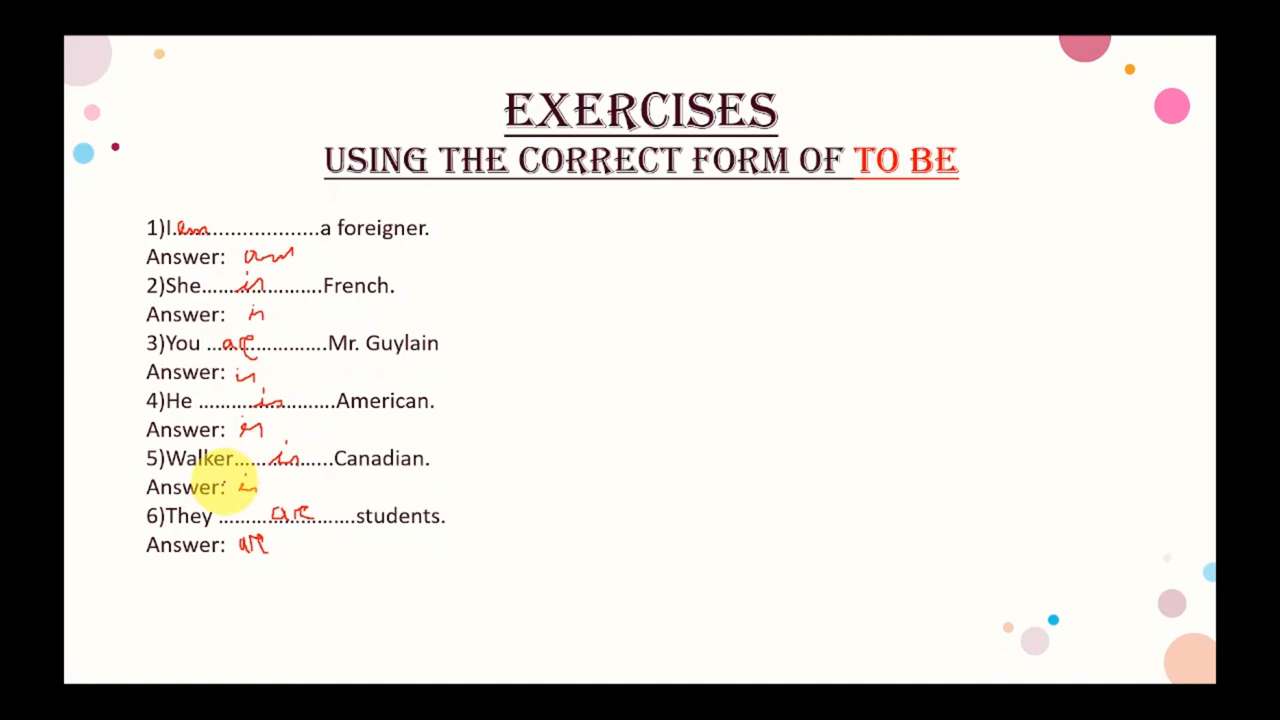 EXERCISES
USING THE CORRECT FORM OF TO BE
1)I.am......................a foreigner.
Answer: am
2)She......is...............French.
Answer: is
3)You ...are.................Mr. Guylain
Answer: is
4)He ............is............American.
Answer: is
5)Walker.......is.......Canadian.
Answer: is
6)They ...........are............students.
Answer: are